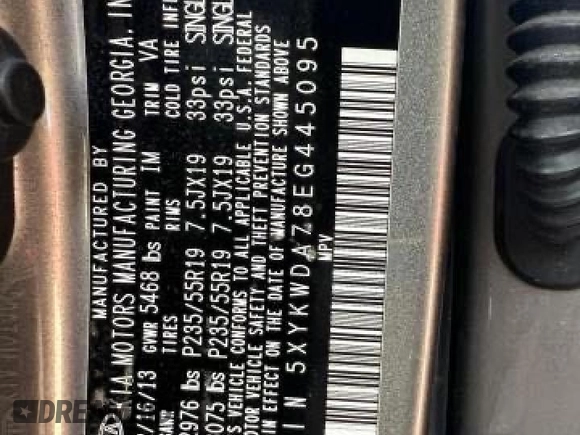 MANUFACTURED BY
KIA MOTORS MANUFACTURING GEORGIA, IN
/16/13 GVWR 5468 lbs PAINT IM TRIM VA
TIRES RIMS COLD TIRE INF
2976 lbs P235/55R19 7.5JX19 33psi SINGL
P235/55R19 7.5JX19 33psi SINGL
VEHICLE CONFORMS TO ALL APPLICABLE U.S.A. FEDERAL
MOTOR VEHICLE SAFETY AND THEFT PREVENTION STANDARDS
IN EFFECT ON THE DATE OF MANUFACTURE SHOWN ABOVE
5XYKWDA78EG445095
MPV